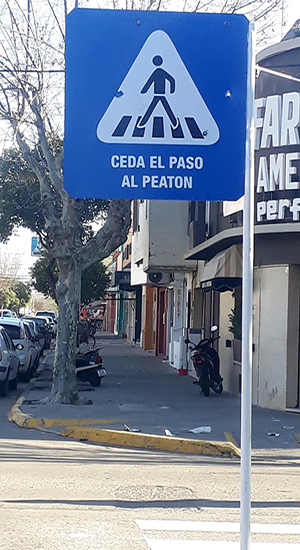 CEDA EL PASO
AL PEATON
FAR
AME
perf